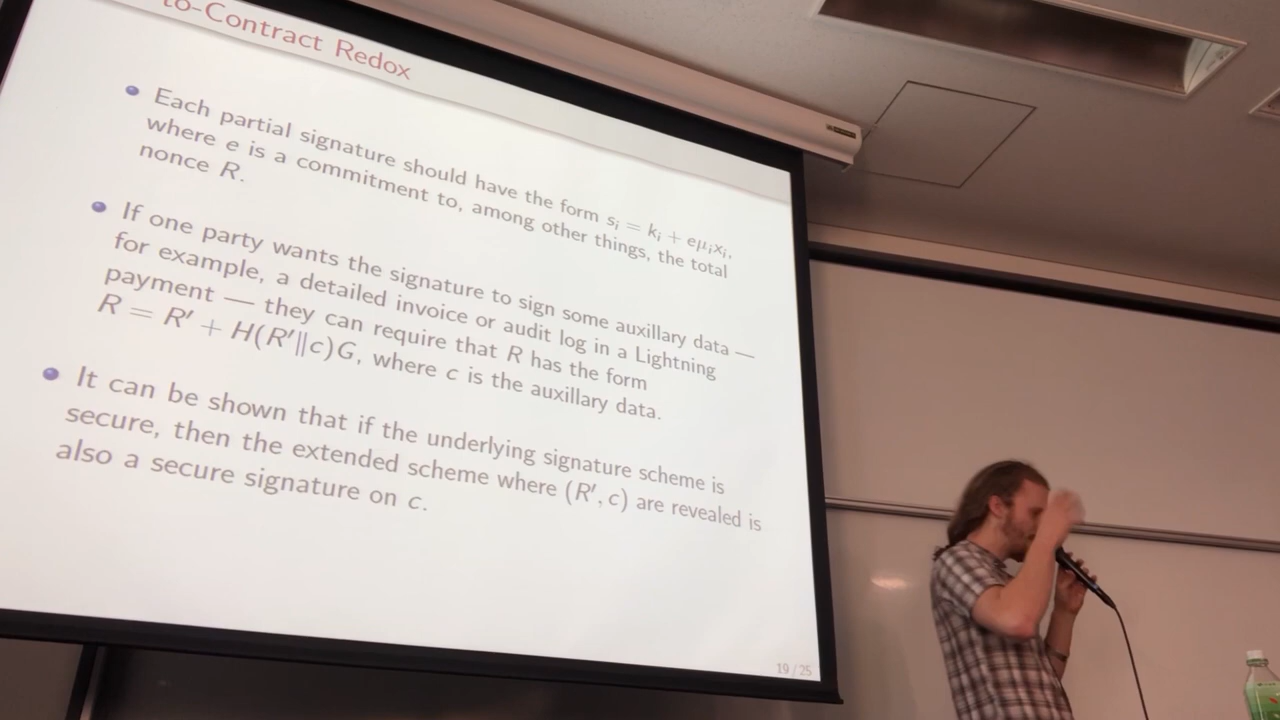 to-Contract Redox
Each partial signature should have the form sᵢ = kᵢ + eμᵢxᵢ,
where e is a commitment to, among other things, the total
nonce R.
If one party wants the signature to sign some auxillary data —
for example, a detailed invoice or audit log in a Lightning
payment — they can require that R has the form
R = R′ + H(R′∥c)G, where c is the auxillary data.
It can be shown that if the underlying signature scheme is
secure, then the extended scheme where (R′, c) are revealed is
also a secure signature on c.
19 / 25